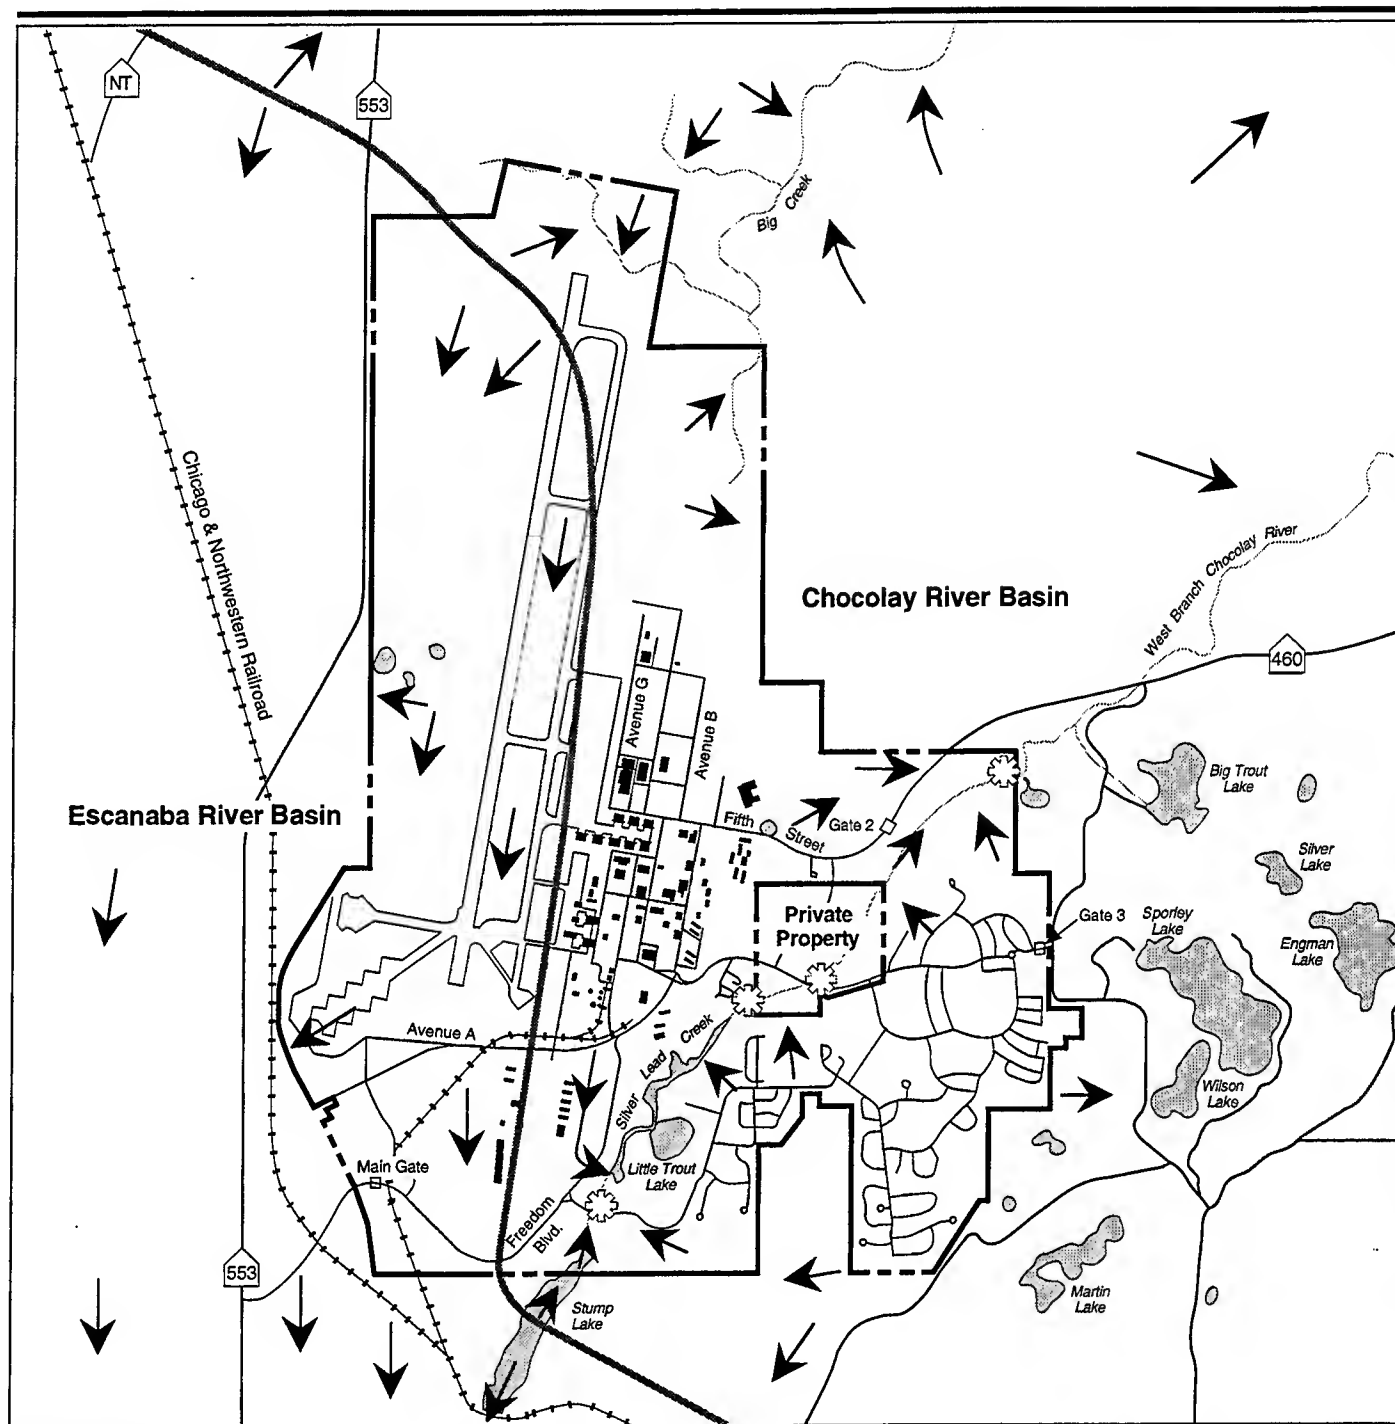 NT
553
Big
Creek
Chicago & Northwestern Railroad
Chocolay River Basin
West Branch Chocolay River
460
Avenue G
Avenue B
Big Trout
Lake
Escanaba River Basin
Fifth
Street
Gate 2
Silver
Lake
Private
Property
Gate 3
Sporley
Lake
Engman
Lake
Avenue A
Silver Lead Creek
Wilson
Lake
Main Gate
Little Trout
Lake
Freedom
Blvd.
553
Stump
Lake
Martin
Lake